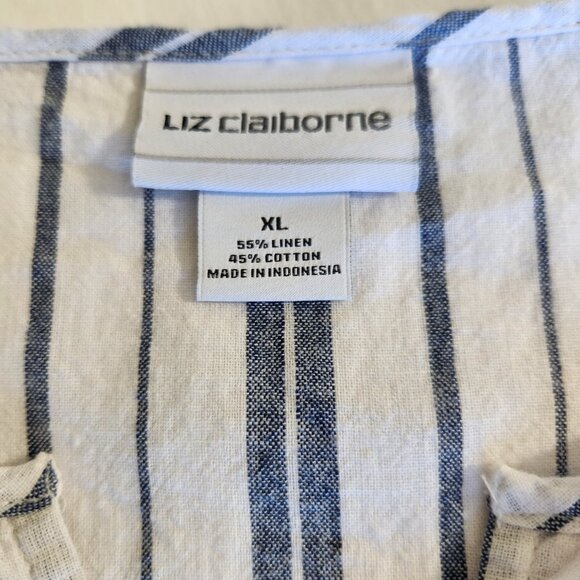 LIZ claiborne
XL
55% LINEN
45% COTTON
MADE IN INDONESIA